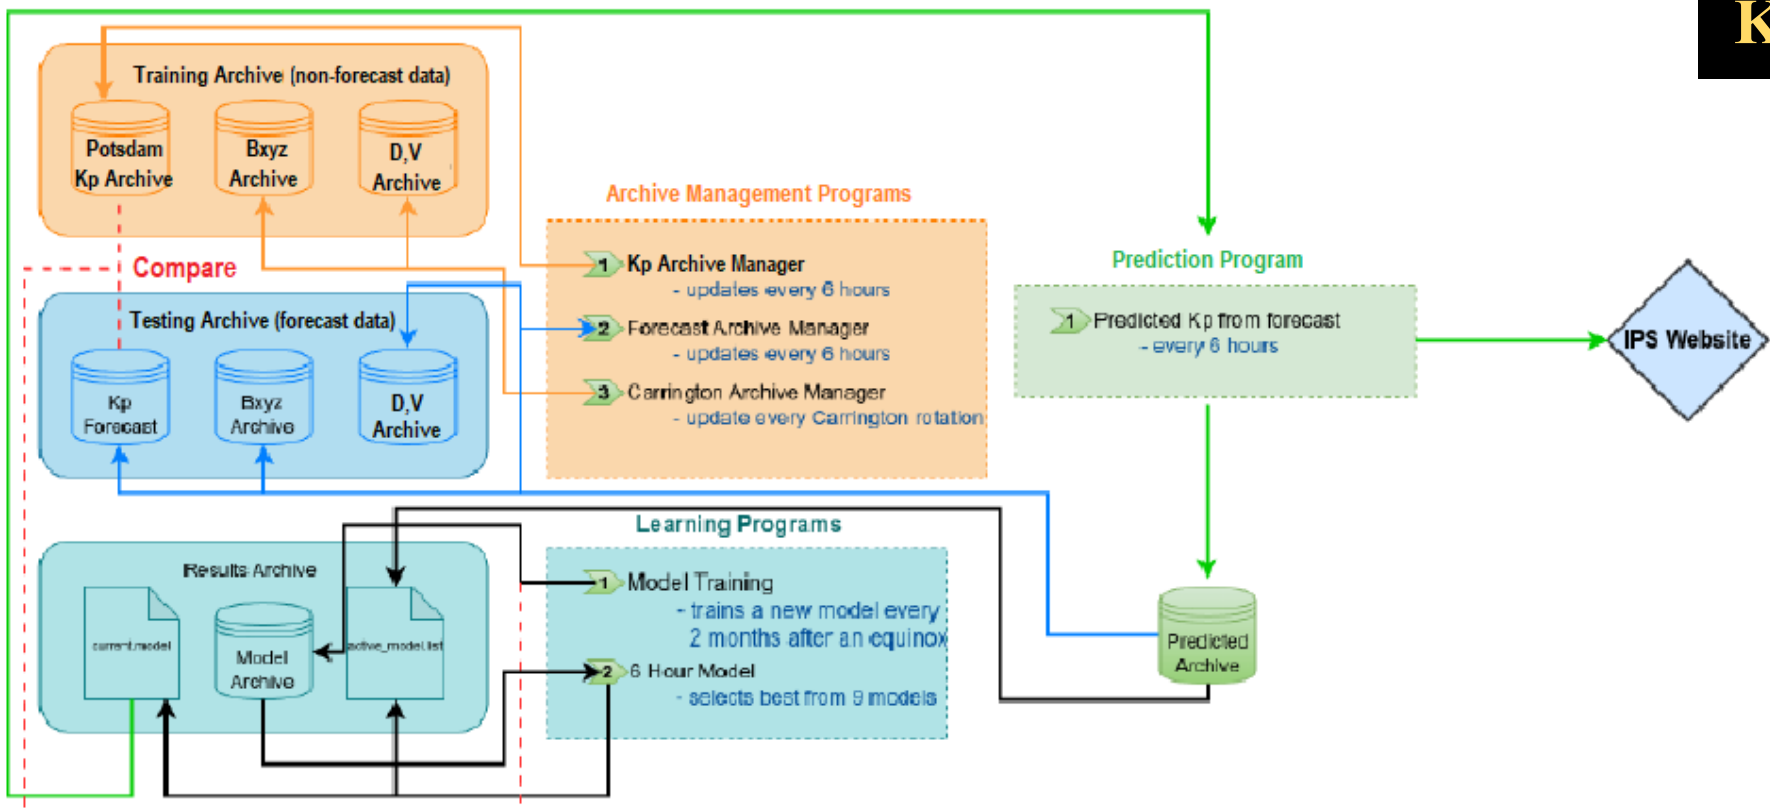 K
Training Archive (non-forecast data)
Potsdam
Kp Archive
Bxyz
Archive
D,V
Archive
Compare
Testing Archive (forecast data)
Kp
Forecast
Bxyz
Archive
D,V
Archive
Results Archive
current.model
Model
Archive
active_model.list
Archive Management Programs
1 Kp Archive Manager
- updates every 6 hours
2 Forecast Archive Manager
- updates every 6 hours
3 Carrington Archive Manager
- update every Carrington rotation
Learning Programs
1 Model Training
- trains a new model every
2 months after an equinox
2 6 Hour Model
- selects best from 9 models
Prediction Program
1 Predicted Kp from forecast
- every 6 hours
Predicted
Archive
IPS Website